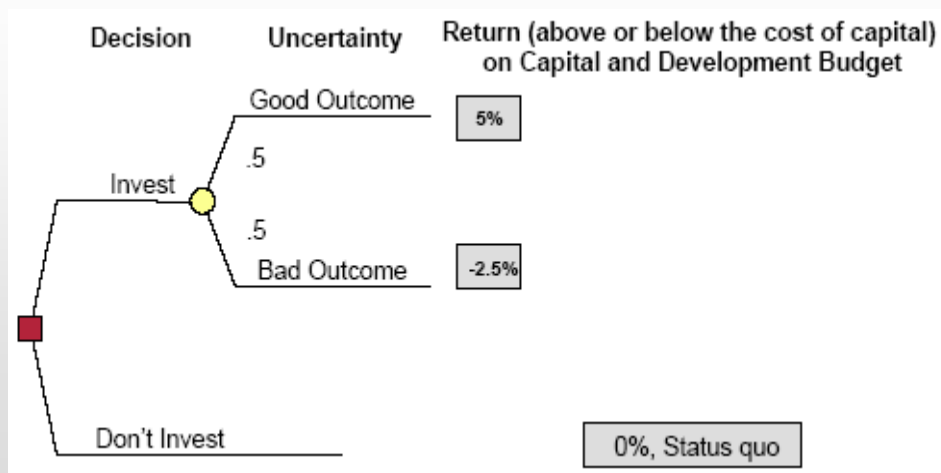 Decision
Uncertainty
Return (above or below the cost of capital)
on Capital and Development Budget
Good Outcome
5%
.5
Invest
.5
Bad Outcome
-2.5%
Don't Invest
0%, Status quo